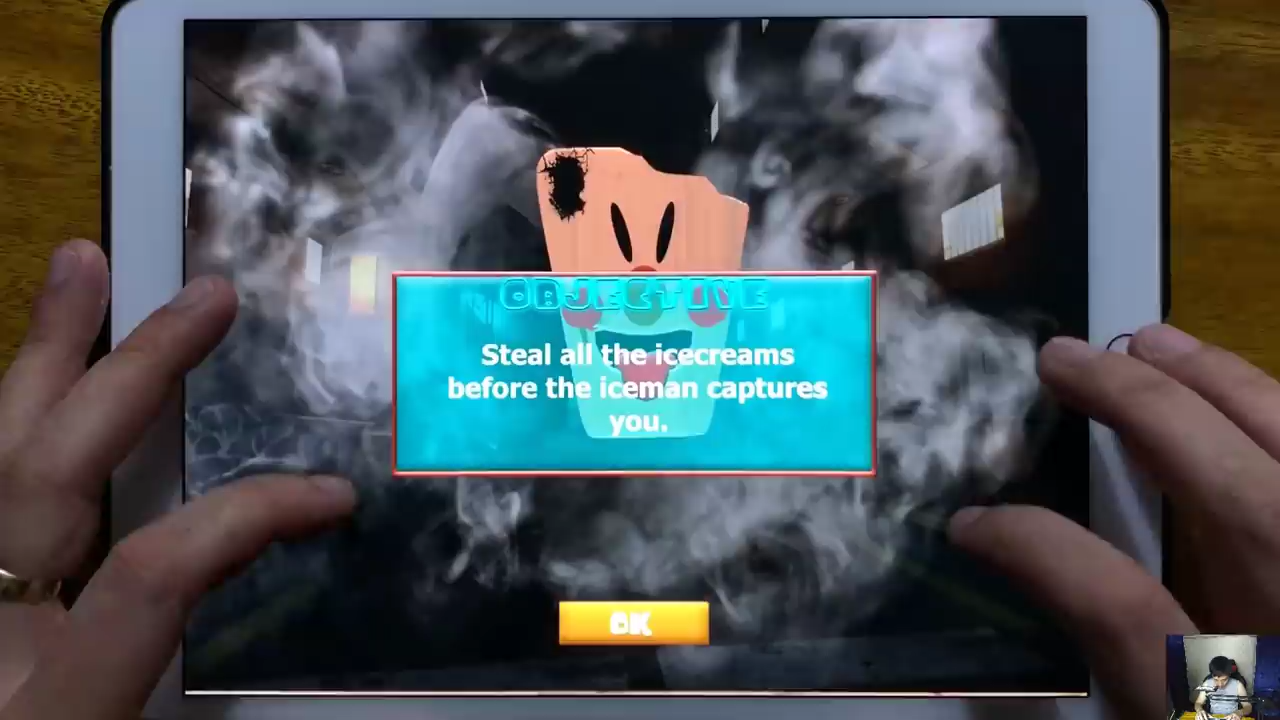 OBJECTIVE
Steal all the icecreams
before the iceman captures
you.
OK